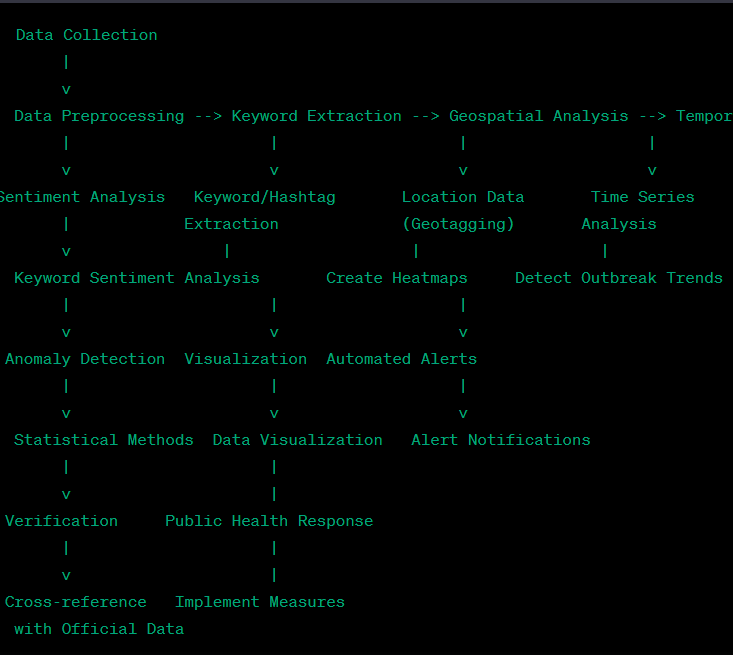 Data Collection
|
v
Data Preprocessing --> Keyword Extraction --> Geospatial Analysis --> Tempor
| | | |
v v v v
Sentiment Analysis Keyword/Hashtag Location Data Time Series
| Extraction (Geotagging) Analysis
v | | |
Keyword Sentiment Analysis Create Heatmaps Detect Outbreak Trends
| | |
v v v
Anomaly Detection Visualization Automated Alerts
| | |
v v v
Statistical Methods Data Visualization Alert Notifications
| |
v |
Verification Public Health Response
| |
v |
Cross-reference Implement Measures
with Official Data